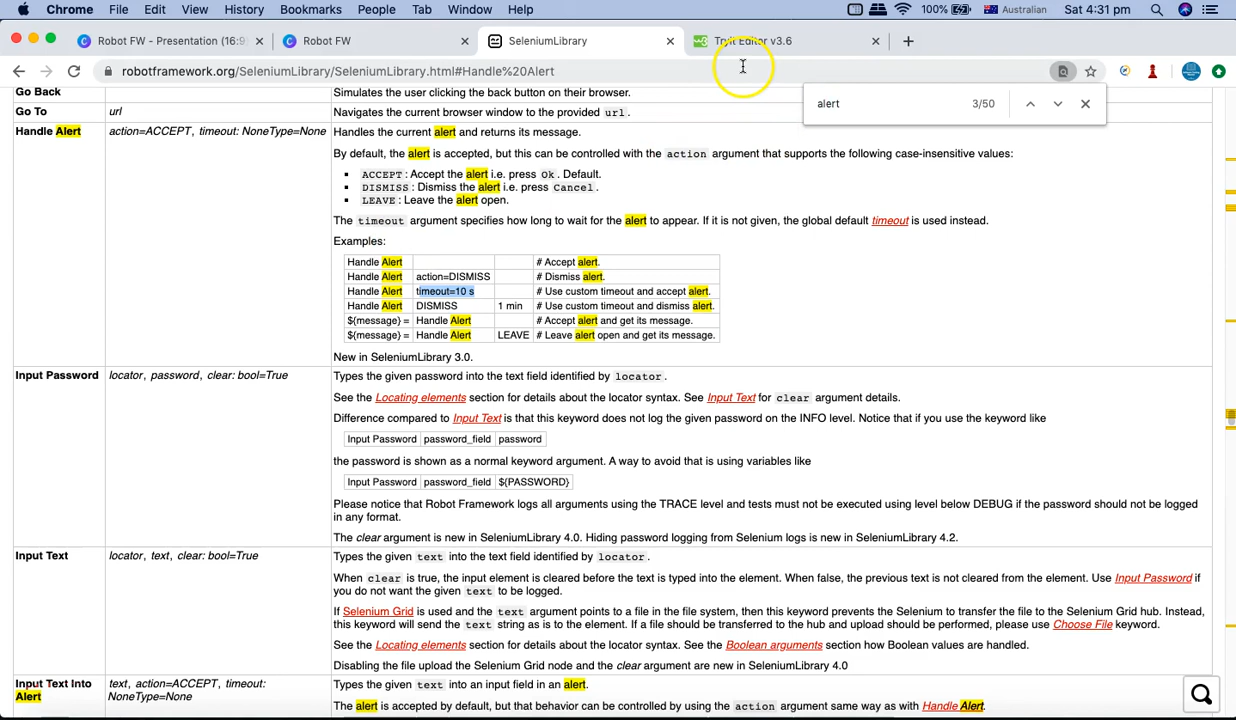 Chrome File Edit View History Bookmarks People Tab Window Help 100% Australian Sat 4:31 pm
Robot FW - Presentation (16:9) × Robot FW × SeleniumLibrary × Tryit Editor v3.6 × +
robotframework.org/SeleniumLibrary/SeleniumLibrary.html#Handle%20Alert
alert 3/50
Go Back Simulates the user clicking the back button on their browser.
Go To url Navigates the current browser window to the provided url.
Handle Alert action=ACCEPT, timeout: NoneType=None Handles the current alert and returns its message.
By default, the alert is accepted, but this can be controlled with the action argument that supports the following case-insensitive values:
▪ ACCEPT: Accept the alert i.e. press Ok. Default.
▪ DISMISS: Dismiss the alert i.e. press Cancel.
▪ LEAVE: Leave the alert open.
The timeout argument specifies how long to wait for the alert to appear. If it is not given, the global default timeout is used instead.
Examples:
Handle Alert # Accept alert.
Handle Alert action=DISMISS # Dismiss alert.
Handle Alert timeout=10 s # Use custom timeout and accept alert.
Handle Alert DISMISS 1 min # Use custom timeout and dismiss alert.
${message} = Handle Alert # Accept alert and get its message.
${message} = Handle Alert LEAVE # Leave alert open and get its message.
New in SeleniumLibrary 3.0.
Input Password locator, password, clear: bool=True Types the given password into the text field identified by locator.
See the Locating elements section for details about the locator syntax. See Input Text for clear argument details.
Difference compared to Input Text is that this keyword does not log the given password on the INFO level. Notice that if you use the keyword like
Input Password password_field password
the password is shown as a normal keyword argument. A way to avoid that is using variables like
Input Password password_field ${PASSWORD}
Please notice that Robot Framework logs all arguments using the TRACE level and tests must not be executed using level below DEBUG if the password should not be logged
in any format.
The clear argument is new in SeleniumLibrary 4.0. Hiding password logging from Selenium logs is new in SeleniumLibrary 4.2.
Input Text locator, text, clear: bool=True Types the given text into the text field identified by locator.
When clear is true, the input element is cleared before the text is typed into the element. When false, the previous text is not cleared from the element. Use Input Password if
you do not want the given text to be logged.
If Selenium Grid is used and the text argument points to a file in the file system, then this keyword prevents the Selenium to transfer the file to the Selenium Grid hub. Instead,
this keyword will send the text string as is to the element. If a file should be transferred to the hub and upload should be performed, please use Choose File keyword.
See the Locating elements section for details about the locator syntax. See the Boolean arguments section how Boolean values are handled.
Disabling the file upload the Selenium Grid node and the clear argument are new in SeleniumLibrary 4.0
Input Text Into text, action=ACCEPT, timeout: Types the given text into an input field in an alert.
Alert NoneType=None
The alert is accepted by default, but that behavior can be controlled by using the action argument same way as with Handle Alert.